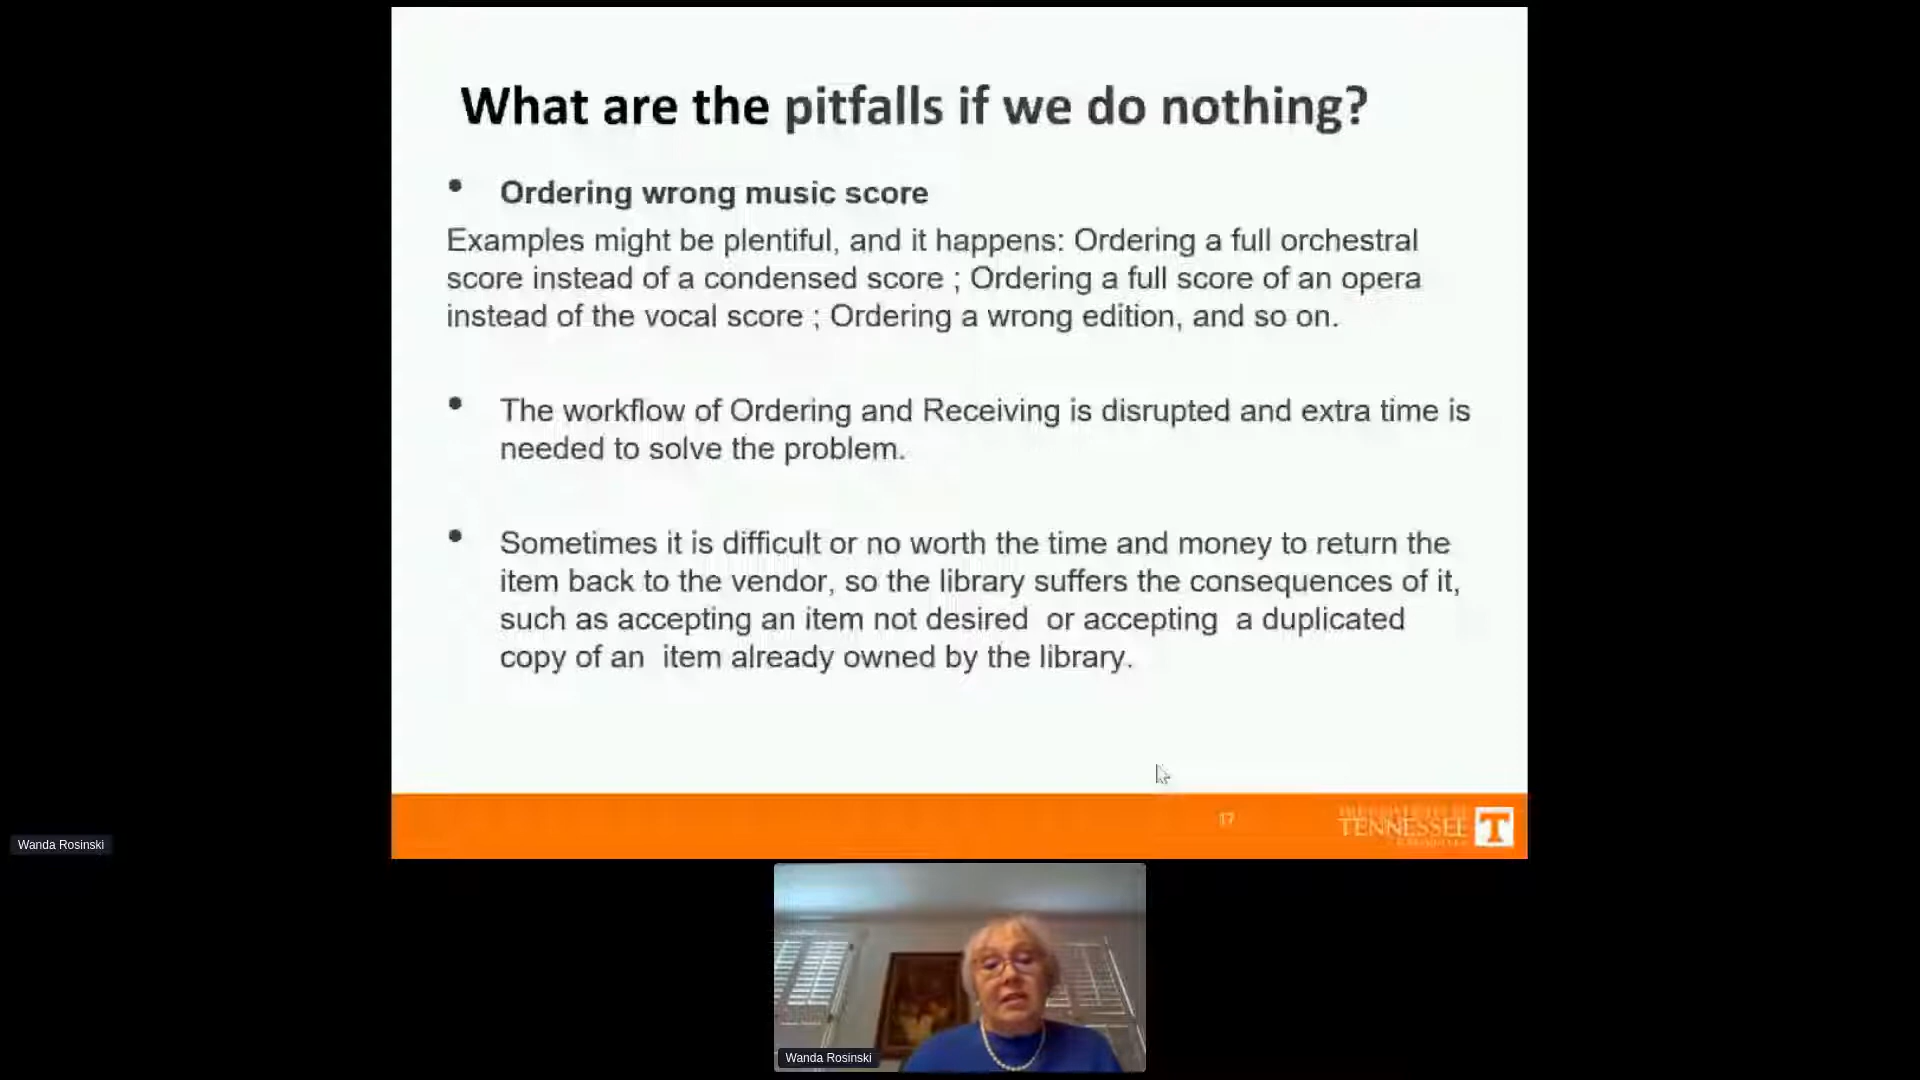 What are the pitfalls if we do nothing?
• Ordering wrong music score
Examples might be plentiful, and it happens: Ordering a full orchestral
score instead of a condensed score ; Ordering a full score of an opera
instead of the vocal score ; Ordering a wrong edition, and so on.
• The workflow of Ordering and Receiving is disrupted and extra time is
needed to solve the problem.
• Sometimes it is difficult or no worth the time and money to return the
item back to the vendor, so the library suffers the consequences of it,
such as accepting an item not desired or accepting a duplicated
copy of an item already owned by the library.
17
TENNESSEE
T
Wanda Rosinski
Wanda Rosinski